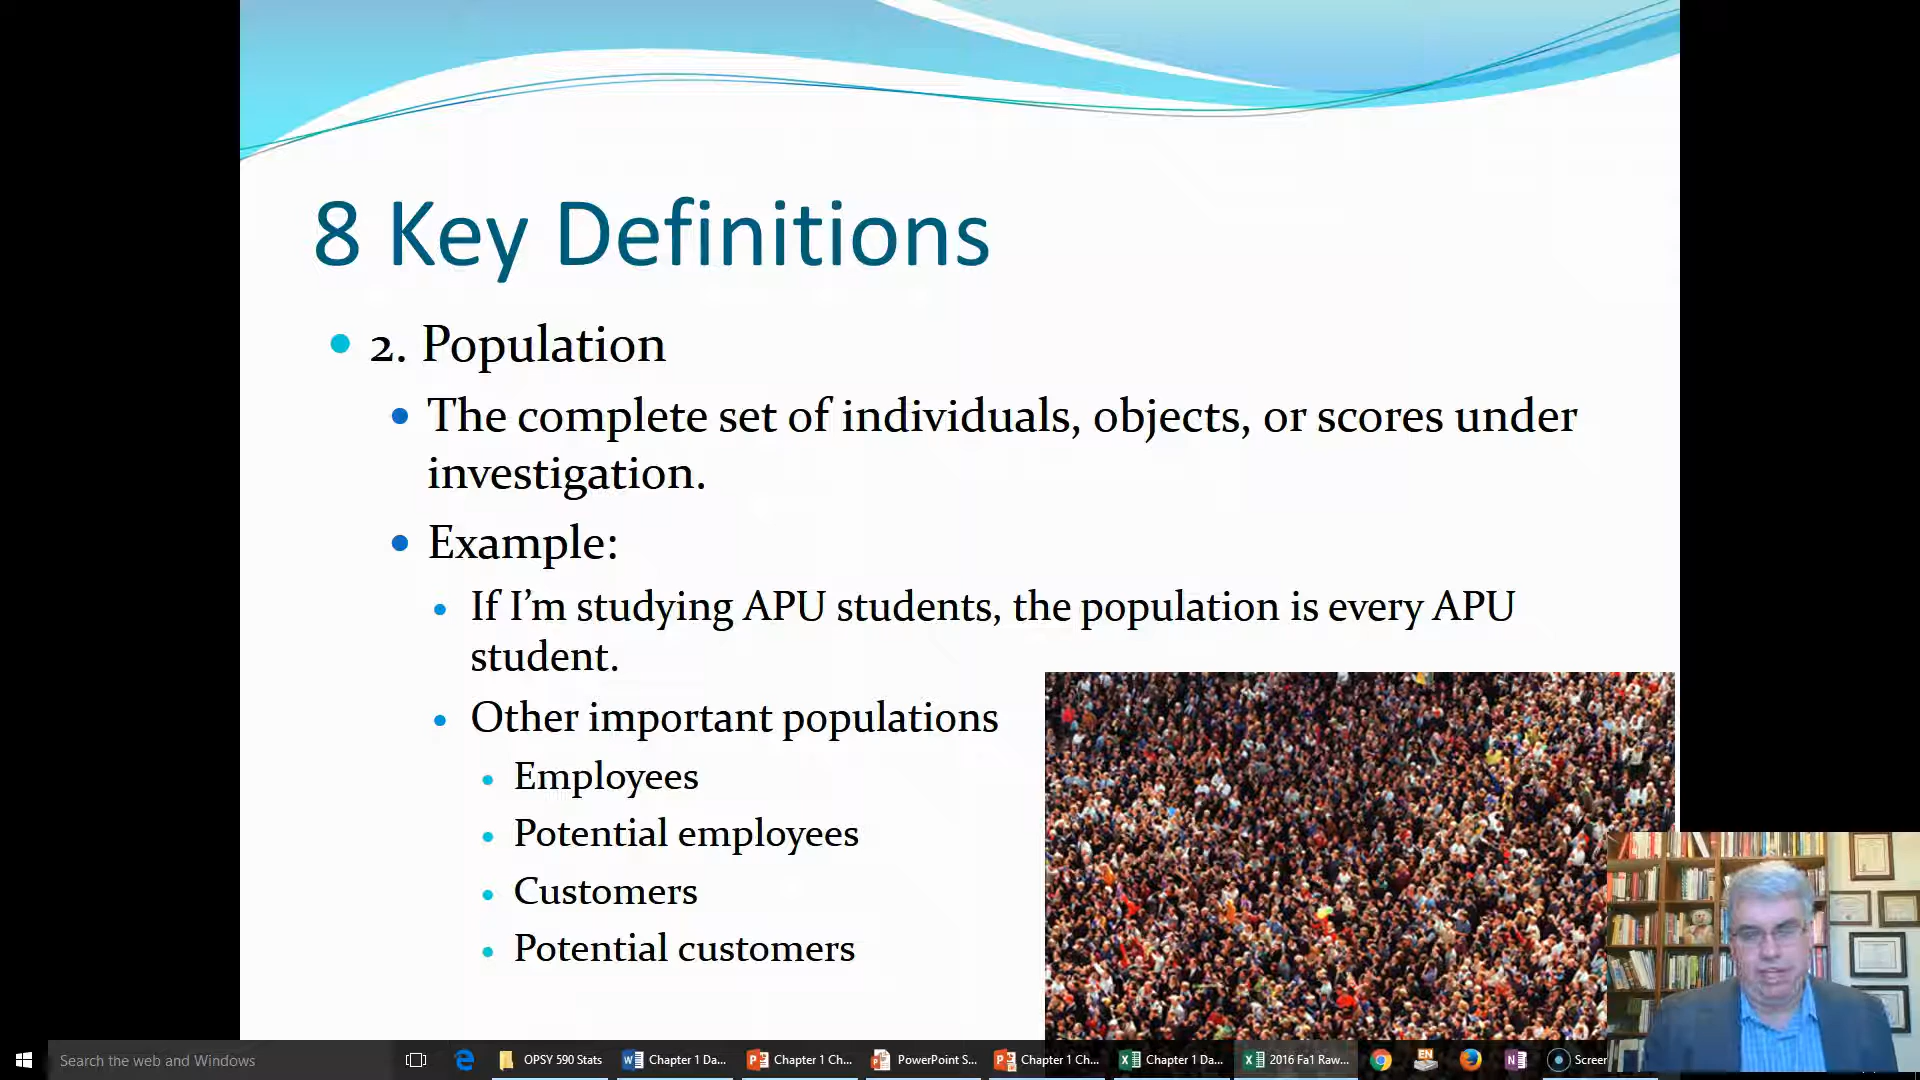 8 Key Definitions
2. Population
The complete set of individuals, objects, or scores under
investigation.
Example:
If I’m studying APU students, the population is every APU
student.
Other important populations
Employees
Potential employees
Customers
Potential customers
Search the web and Windows
OPSY 590 Stats
Chapter 1 Da...
Chapter 1 Ch...
PowerPoint S...
Chapter 1 Ch...
Chapter 1 Da...
2016 Fa1 Raw...
EN
Screen